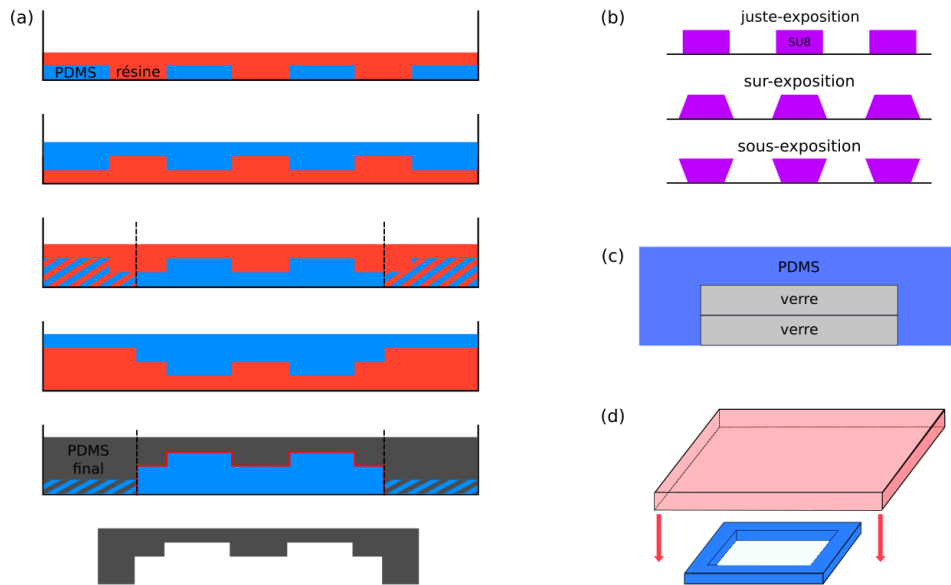 (a)
PDMS résine
PDMS
final
(b)
juste-exposition
SU8
sur-exposition
sous-exposition
(c)
PDMS
verre
verre
(d)